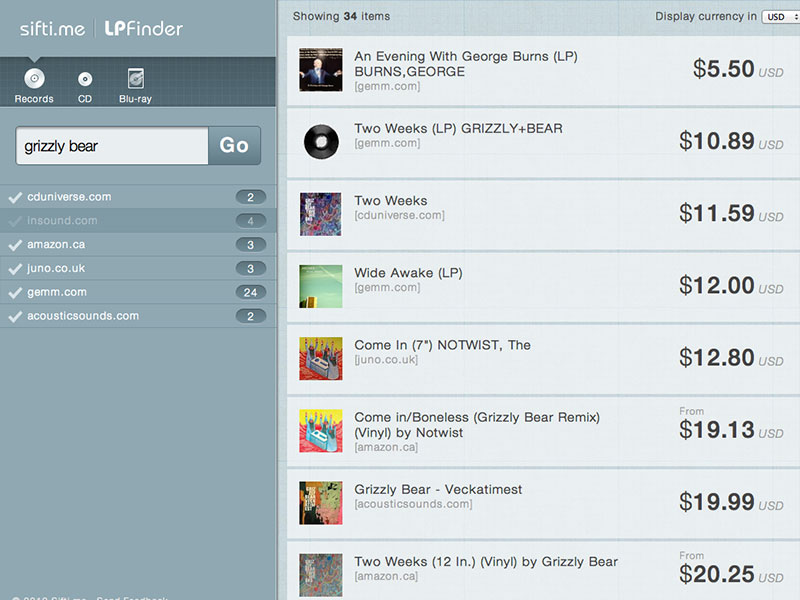 sifti.me | LPFinder
Records CD Blu-ray
grizzly bear Go
cduniverse.com 2
insound.com 4
amazon.ca 3
juno.co.uk 3
gemm.com 24
acousticsounds.com 2
Showing 34 items
Display currency in USD
An Evening With George Burns (LP)
BURNS,GEORGE
[gemm.com]
$5.50 USD
Two Weeks (LP) GRIZZLY+BEAR
[gemm.com]
$10.89 USD
Two Weeks
[cduniverse.com]
$11.59 USD
Wide Awake (LP)
[gemm.com]
$12.00 USD
Come In (7") NOTWIST, The
[juno.co.uk]
$12.80 USD
Come in/Boneless (Grizzly Bear Remix)
(Vinyl) by Notwist
[amazon.ca]
From
$19.13 USD
Grizzly Bear - Veckatimest
[acousticsounds.com]
$19.99 USD
Two Weeks (12 In.) (Vinyl) by Grizzly Bear
[amazon.ca]
From
$20.25 USD